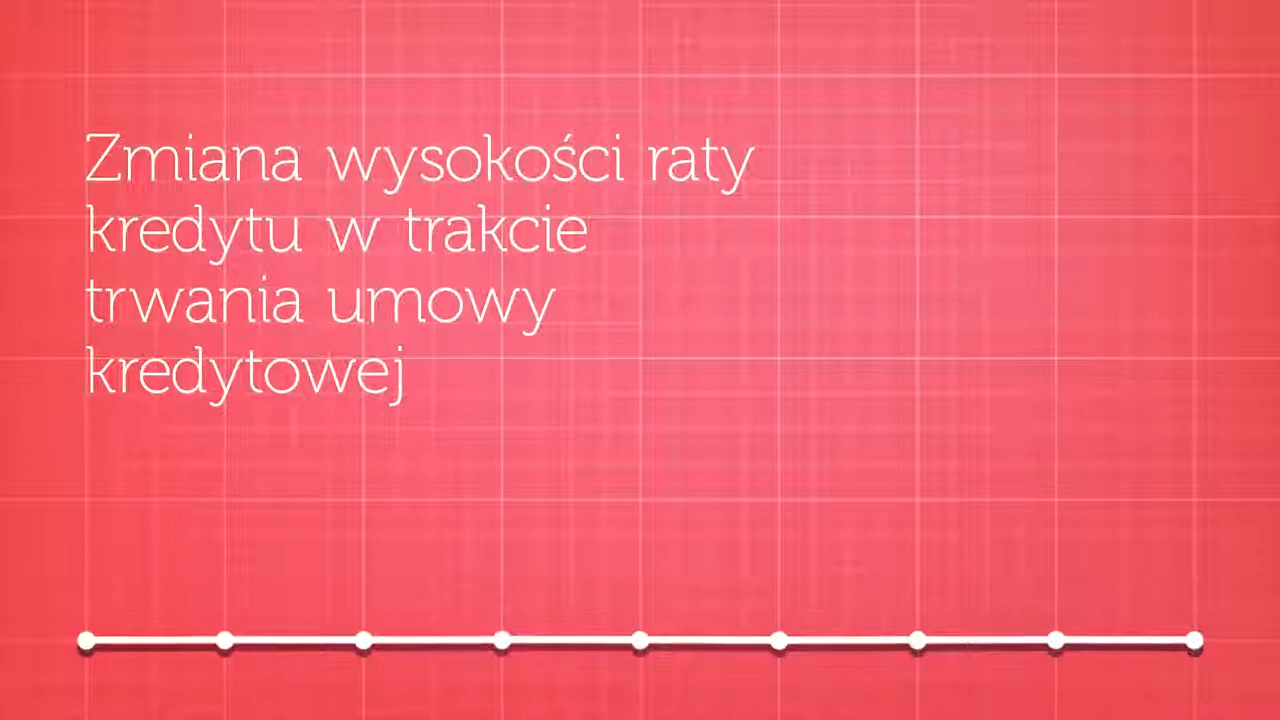 Zmiana wysokości raty
kredytu w trakcie
trwania umowy
kredytowej